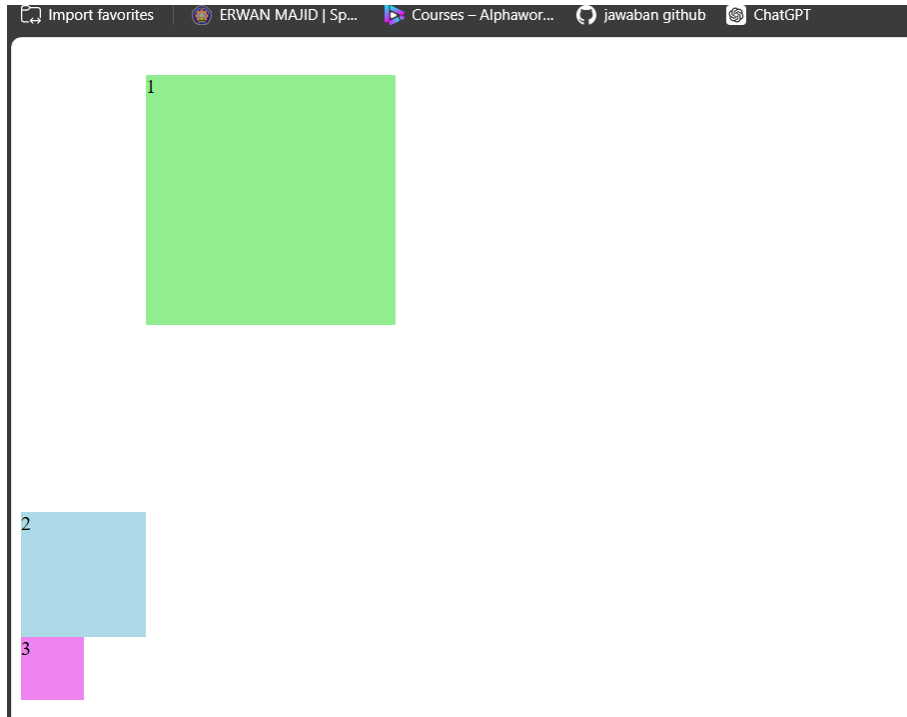 Import favorites ERWAN MAJID | Sp... Courses – Alphawor... jawaban github ChatGPT
1
2
3